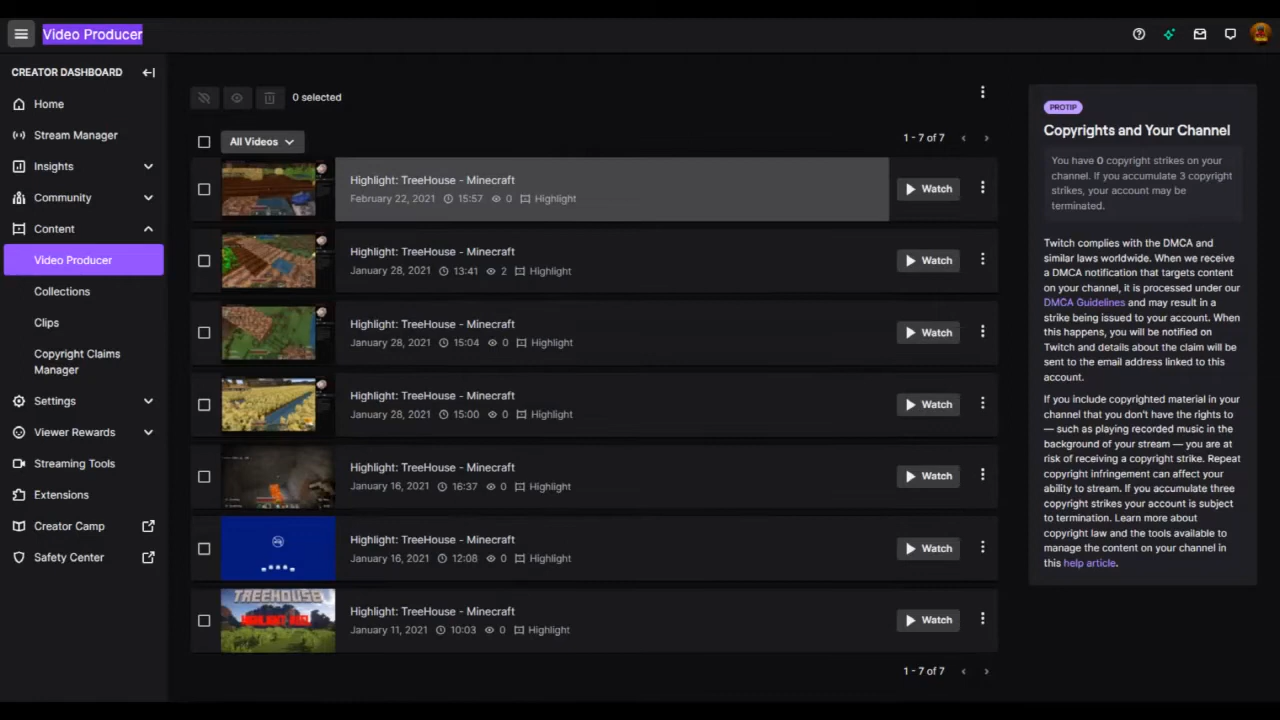 Video Producer
CREATOR DASHBOARD
Home
Stream Manager
Insights
Community
Content
Video Producer
Collections
Clips
Copyright Claims
Manager
Settings
Viewer Rewards
Streaming Tools
Extensions
Creator Camp
Safety Center
0 selected
All Videos
1 - 7 of 7
Highlight: TreeHouse - Minecraft
February 22, 2021 15:57 0 Highlight
Watch
Highlight: TreeHouse - Minecraft
January 28, 2021 13:41 2 Highlight
Watch
Highlight: TreeHouse - Minecraft
January 28, 2021 15:04 0 Highlight
Watch
Highlight: TreeHouse - Minecraft
January 28, 2021 15:00 0 Highlight
Watch
Highlight: TreeHouse - Minecraft
January 16, 2021 16:37 0 Highlight
Watch
Highlight: TreeHouse - Minecraft
January 16, 2021 12:08 0 Highlight
Watch
TREEHOUSE
Highlight: TreeHouse - Minecraft
January 11, 2021 10:03 0 Highlight
Watch
1 - 7 of 7
PROTIP
Copyrights and Your Channel
You have 0 copyright strikes on your
channel. If you accumulate 3 copyright
strikes, your account may be
terminated.
Twitch complies with the DMCA and
similar laws worldwide. When we receive
a DMCA notification that targets content
on your channel, it is processed under our
DMCA Guidelines and may result in a
strike being issued to your account. When
this happens, you will be notified on
Twitch and details about the claim will be
sent to the email address linked to this
account.
If you include copyrighted material in your
channel that you don't have the rights to
— such as playing recorded music in the
background of your stream — you are at
risk of receiving a copyright strike. Repeat
copyright infringement can affect your
ability to stream. If you accumulate three
copyright strikes your account is subject
to termination. Learn more about
copyright law and the tools available to
manage the content on your channel in
this help article.